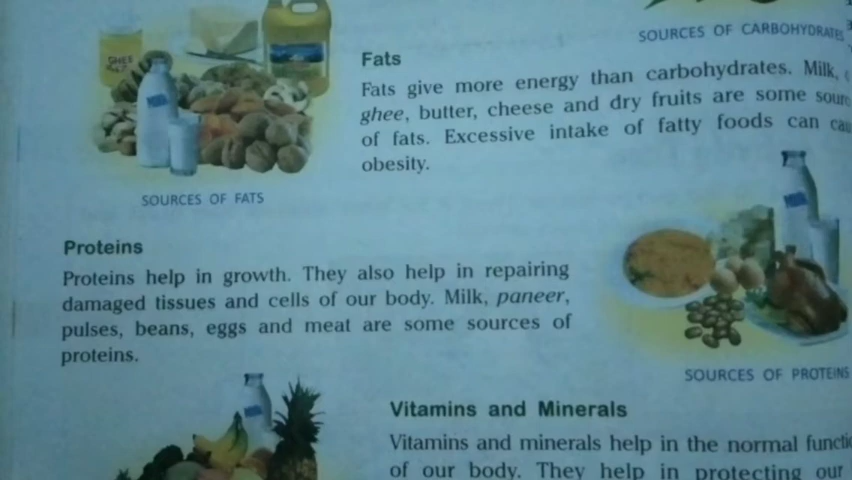 SOURCES OF CARBOHYDRATES
GHEE
Fats
Fats give more energy than carbohydrates. Milk,
ghee, butter, cheese and dry fruits are some
of fats. Excessive intake of fatty foods can
obesity.
SOURCES OF FATS
Proteins
Proteins help in growth. They also help in repairing
damaged tissues and cells of our body. Milk, paneer,
pulses, beans, eggs and meat are some sources of
proteins.
SOURCES OF PROTEINS
Vitamins and Minerals
Vitamins and minerals help in the normal
of our body. They help in protecting our